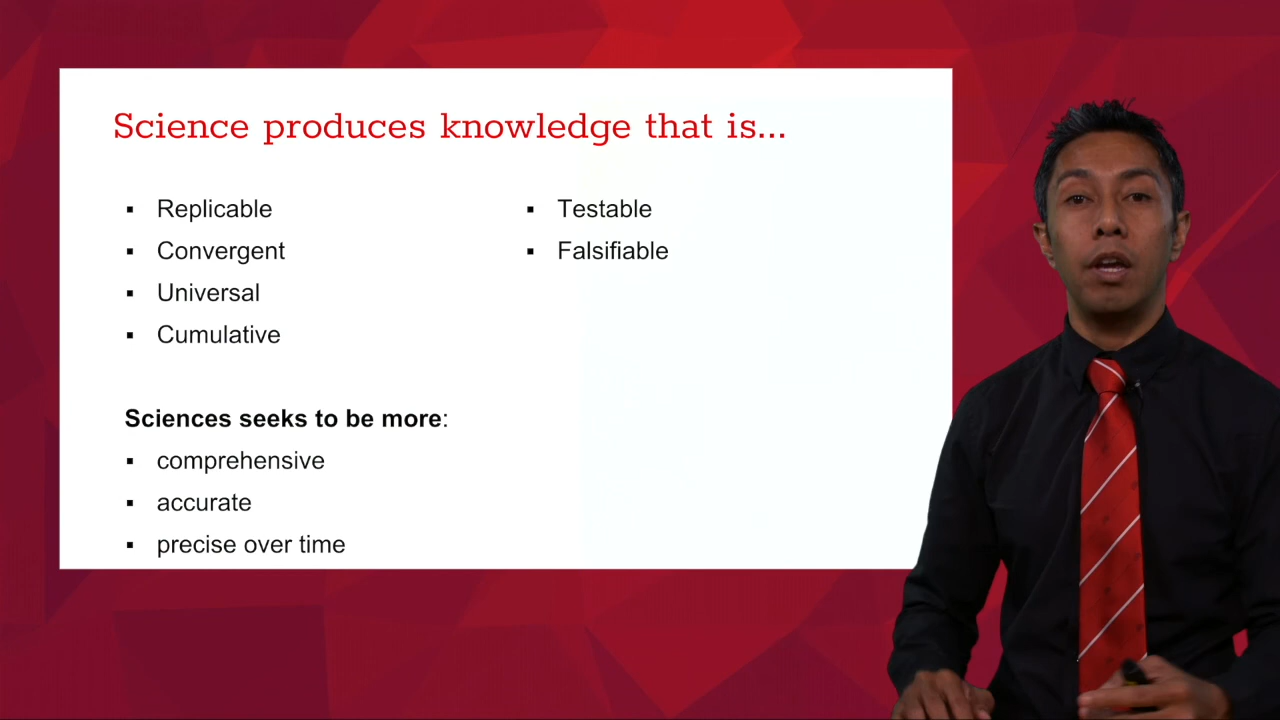 Science produces knowledge that is...
▪ Replicable
▪ Convergent
▪ Universal
▪ Cumulative
▪ Testable
▪ Falsifiable
Sciences seeks to be more:
▪ comprehensive
▪ accurate
▪ precise over time